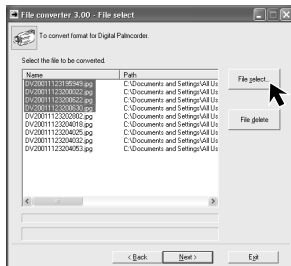 File converter 3.00 - File select
To convert format for Digital Palmcorder.
Select the file to be converted.
Name Path
DV20011123195949.jpg C:\Documents and Settings\All Us
DV20011123200022.jpg C:\Documents and Settings\All Us
DV20011123200622.jpg C:\Documents and Settings\All Us
DV20011123200630.jpg C:\Documents and Settings\All Us
DV20011123202802.jpg C:\Documents and Settings\All Us
DV20011123204018.jpg C:\Documents and Settings\All Us
DV20011123204025.jpg C:\Documents and Settings\All Us
DV20011123204032.jpg C:\Documents and Settings\All Us
DV20011123204053.jpg C:\Documents and Settings\All Us
File select...
File delete
< Back Next > Exit